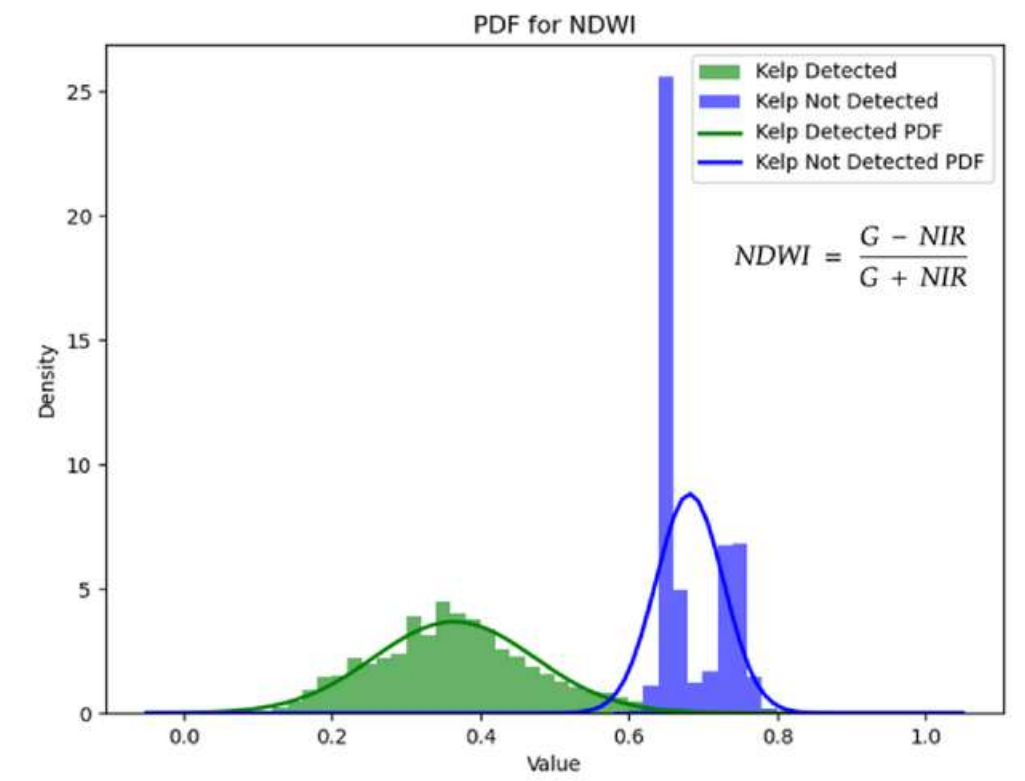 PDF for NDWI
Kelp Detected
Kelp Not Detected
Kelp Detected PDF
Kelp Not Detected PDF
NDWI = (G − NIR) / (G + NIR)
Density
25
20
15
10
5
0
0.0 0.2 0.4 0.6 0.8 1.0
Value